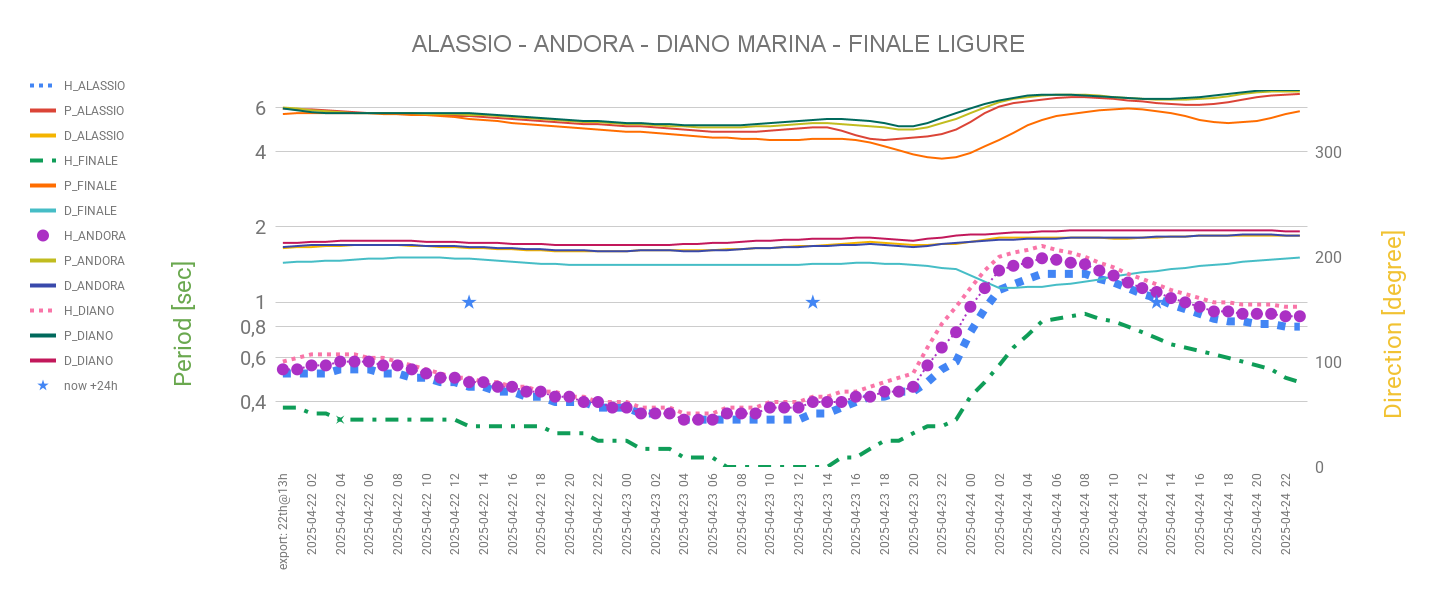 ALASSIO - ANDORA - DIANO MARINA - FINALE LIGURE
H_ALASSIO
P_ALASSIO
D_ALASSIO
H_FINALE
P_FINALE
D_FINALE
H_ANDORA
P_ANDORA
D_ANDORA
H_DIANO
P_DIANO
D_DIANO
now +24h
Period [sec]
6
4
2
1
0,8
0,6
0,4
300
200
100
0
Direction [degree]
export: 22th@13h
2025-04-22 02
2025-04-22 04
2025-04-22 06
2025-04-22 08
2025-04-22 10
2025-04-22 12
2025-04-22 14
2025-04-22 16
2025-04-22 18
2025-04-22 20
2025-04-22 22
2025-04-23 00
2025-04-23 02
2025-04-23 04
2025-04-23 06
2025-04-23 08
2025-04-23 10
2025-04-23 12
2025-04-23 14
2025-04-23 16
2025-04-23 18
2025-04-23 20
2025-04-23 22
2025-04-24 00
2025-04-24 02
2025-04-24 04
2025-04-24 06
2025-04-24 08
2025-04-24 10
2025-04-24 12
2025-04-24 14
2025-04-24 16
2025-04-24 18
2025-04-24 20
2025-04-24 22